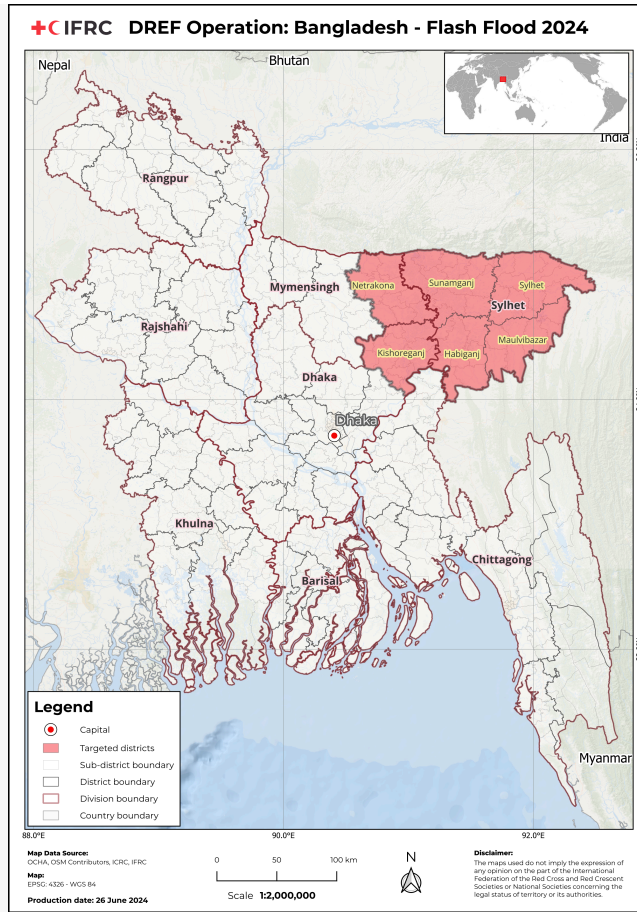 IFRC DREF Operation: Bangladesh - Flash Flood 2024
Nepal
Bhutan
India
Rangpur
Mymensingh
Netrakona
Sunamganj
Sylhet
Sylhet
Rajshahi
Kishoreganj
Habiganj
Maulvibazar
Dhaka
Dhaka
Khulna
Barisal
Chittagong
Myanmar
Legend
Capital
Targeted districts
Sub-district boundary
District boundary
Division boundary
Country boundary
88.0°E
90.0°E
92.0°E
Map Data Source:
OCHA, OSM Contributors, ICRC, IFRC
Map:
EPSG: 4326 - WGS 84
Production date: 26 June 2024
0 50 100 km
Scale 1:2,000,000
N
Disclaimer:
The maps used do not imply the expression of
any opinion on the part of the International
Federation of the Red Cross and Red Crescent
Societies or National Societies concerning the
legal status of territory or its authorities.